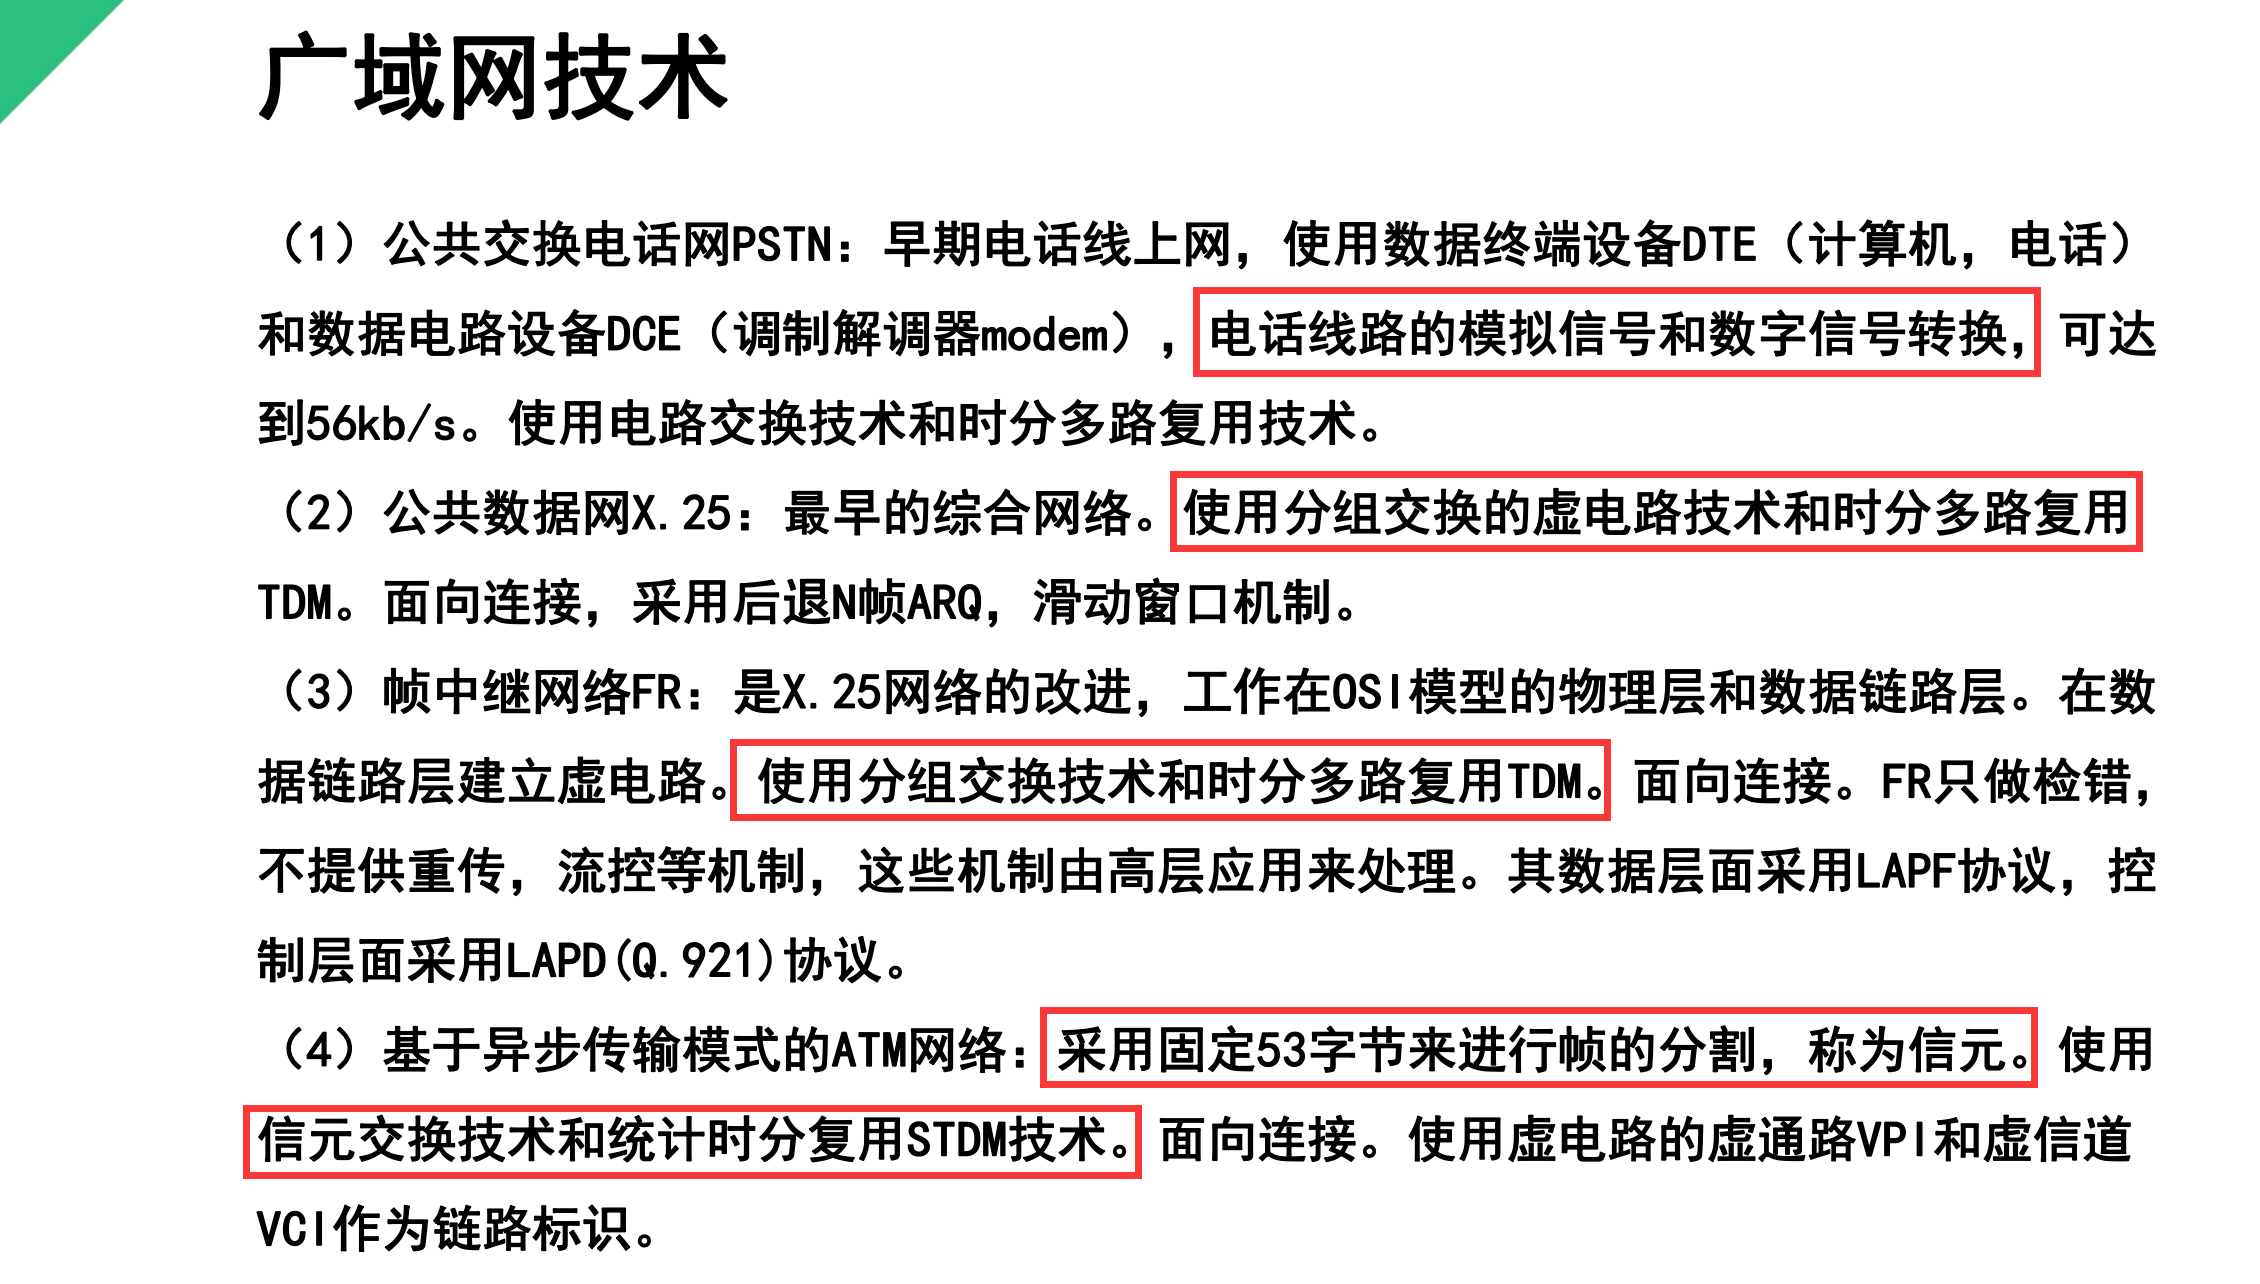 广域网技术
（1）公共交换电话网PSTN：早期电话线上网，使用数据终端设备DTE（计算机，电话）
和数据电路设备DCE（调制解调器modem），电话线路的模拟信号和数字信号转换，可达
到56kb/s。使用电路交换技术和时分多路复用技术。
（2）公共数据网X.25：最早的综合网络。使用分组交换的虚电路技术和时分多路复用
TDM。面向连接，采用后退N帧ARQ，滑动窗口机制。
（3）帧中继网络FR：是X.25网络的改进，工作在OSI模型的物理层和数据链路层。在数
据链路层建立虚电路。使用分组交换技术和时分多路复用TDM。面向连接。FR只做检错，
不提供重传，流控等机制，这些机制由高层应用来处理。其数据层面采用LAPF协议，控
制层面采用LAPD(Q.921)协议。
（4）基于异步传输模式的ATM网络：采用固定53字节来进行帧的分割，称为信元。使用
信元交换技术和统计时分复用STDM技术。面向连接。使用虚电路的虚通路VPI和虚信道
VCI作为链路标识。